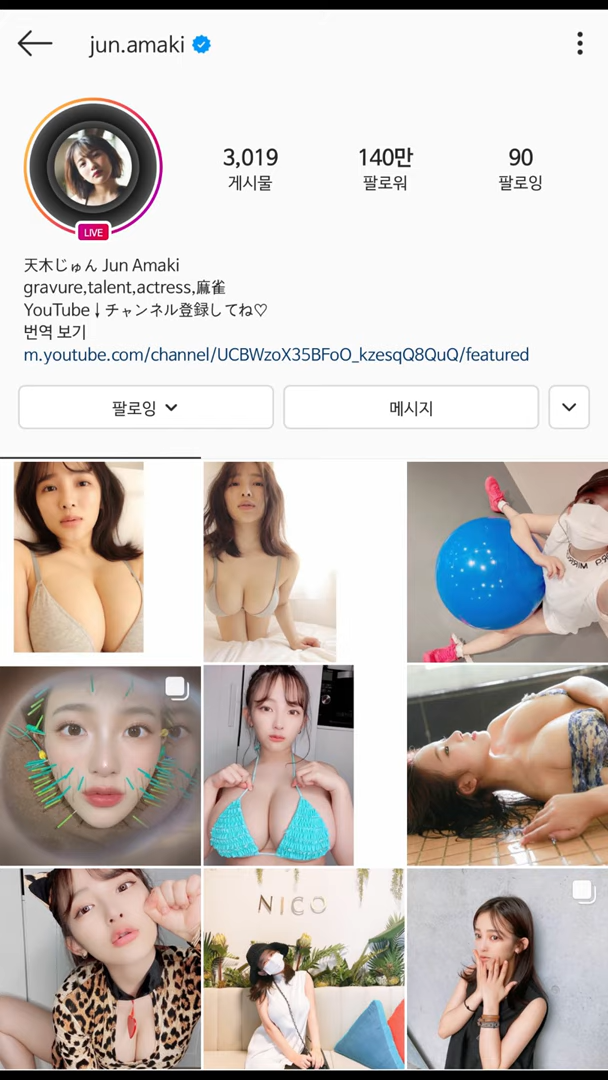 jun.amaki
3,019
게시물
140만
팔로워
90
팔로잉
LIVE
天木じゅん Jun Amaki
gravure,talent,actress,麻雀
YouTube↓チャンネル登録してね♡
번역 보기
m.youtube.com/channel/UCBWzoX35BFoO_kzesqQ8QuQ/featured
팔로잉
메시지
NICO